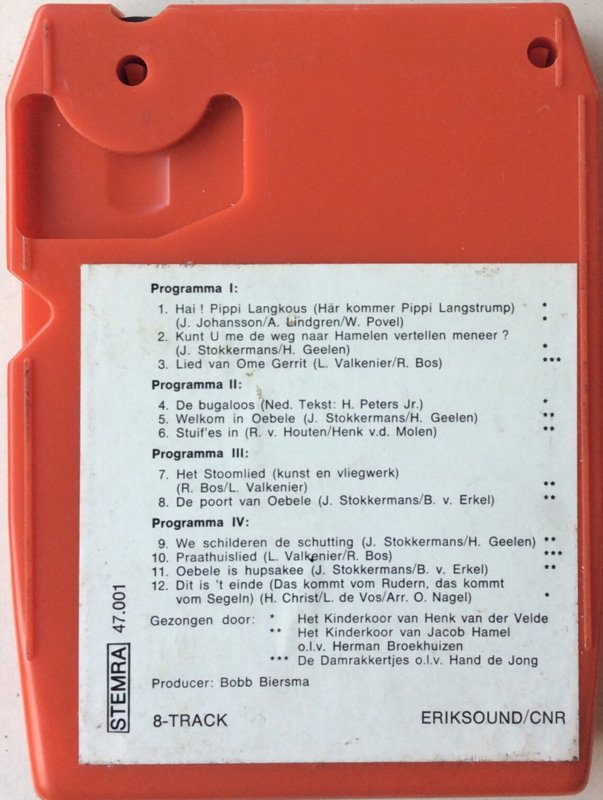 Programma I:
1. Hai ! Pippi Langkous (Här kommer Pippi Langstrump) *
(J. Johansson/A. Lindgren/W. Povel) *
2. Kunt U me de weg naar Hamelen vertellen meneer ?
(J. Stokkermans/H. Geelen) *
3. Lied van Ome Gerrit (L. Valkenier/R. Bos) ***
Programma II:
4. De bugaloos (Ned. Tekst: H. Peters Jr.) *
5. Welkom in Oebele (J. Stokkermans/H. Geelen) **
6. Stuif'es in (R. v. Houten/Henk v.d. Molen) **
Programma III:
7. Het Stoomlied (kunst en vliegwerk)
(R. Bos/L. Valkenier) **
8. De poort van Oebele (J. Stokkermans/B. v. Erkel) **
Programma IV:
9. We schilderen de schutting (J. Stokkermans/H. Geelen) **
10. Praathuislied (L. Valkenier/R. Bos) ***
11. Oebele is hupsakee (J. Stokkermans/B. v. Erkel) **
12. Dit is 't einde (Das kommt vom Rudern, das kommt
vom Segeln) (H. Christ/L. de Vos/Arr. O. Nagel) *
Gezongen door: * Het Kinderkoor van Henk van der Velde
** Het Kinderkoor van Jacob Hamel
o.l.v. Herman Broekhuizen
*** De Damrakkertjes o.l.v. Hand de Jong
Producer: Bobb Biersma
STEMRA 47.001
8-TRACK
ERIKSOUND/CNR